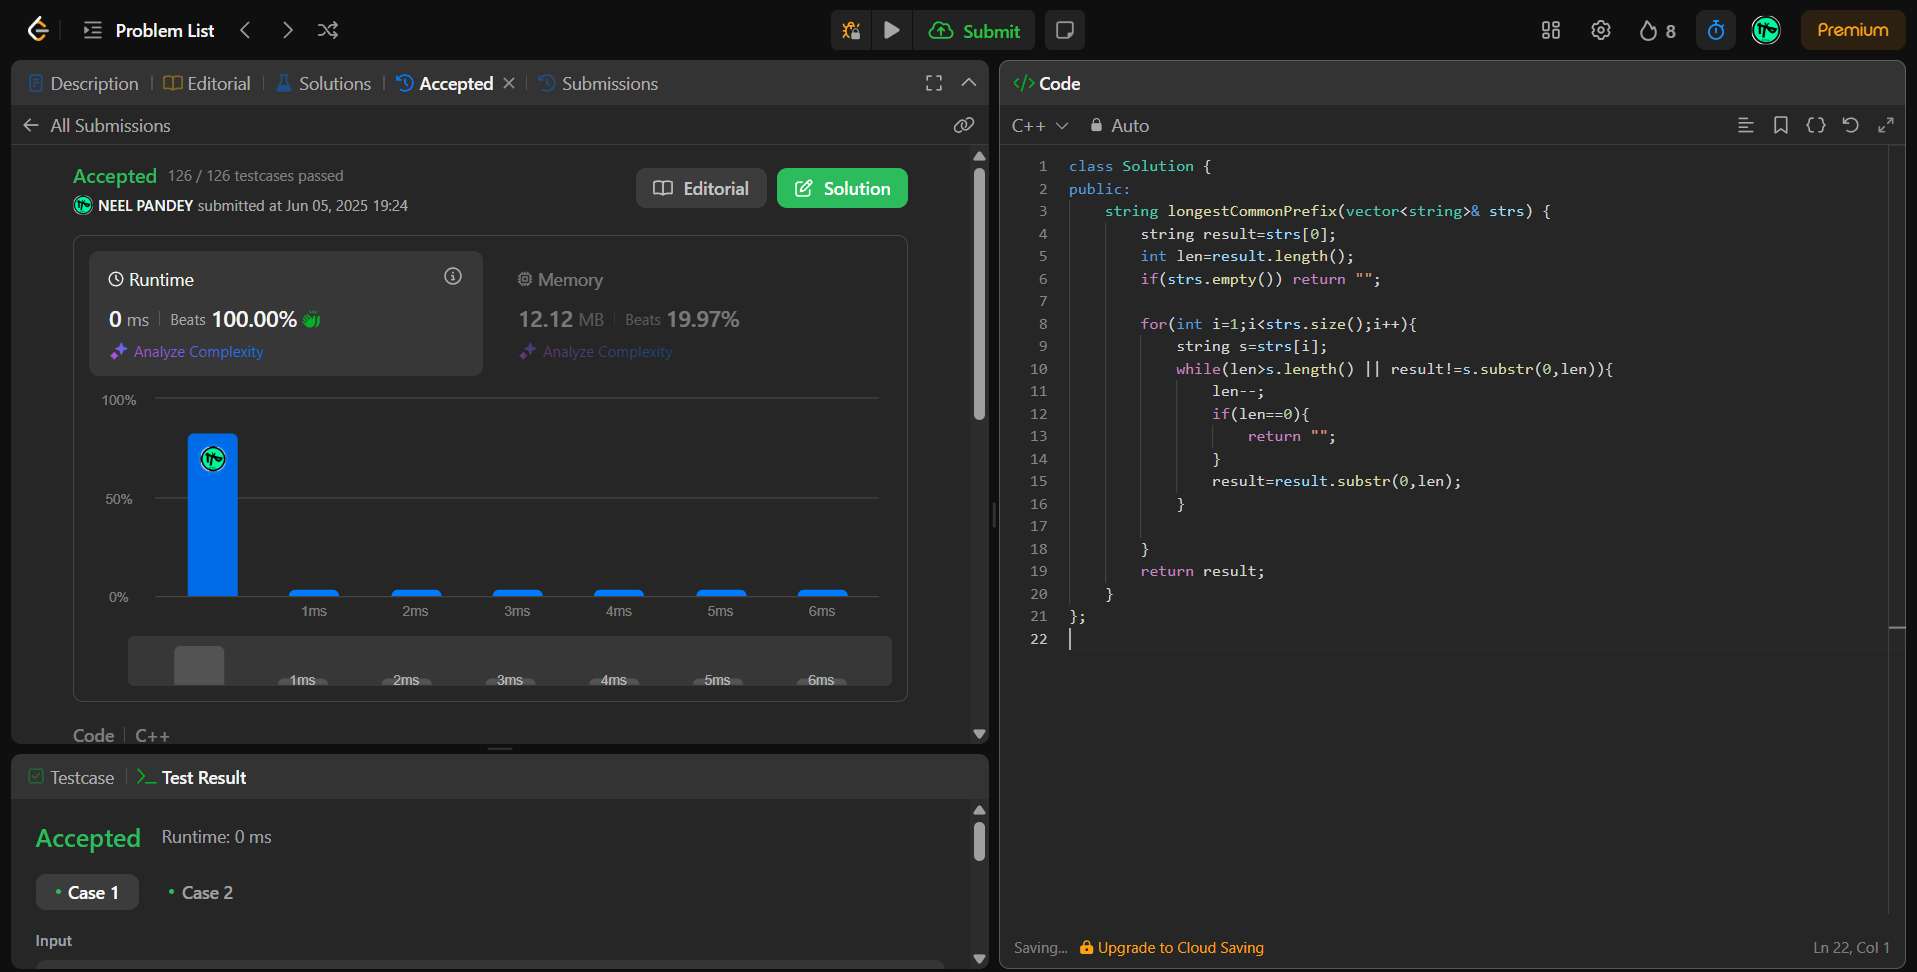 Problem List
Submit
8
Premium
Description
Editorial
Solutions
Accepted
Submissions
All Submissions
Accepted 126 / 126 testcases passed
NEEL PANDEY submitted at Jun 05, 2025 19:24
Editorial
Solution
Runtime
0 ms Beats 100.00%
Analyze Complexity
Memory
12.12 MB Beats 19.97%
Analyze Complexity
100%
50%
0%
1ms 2ms 3ms 4ms 5ms 6ms
1ms 2ms 3ms 4ms 5ms 6ms
Code C++
Testcase
Test Result
Accepted Runtime: 0 ms
Case 1 Case 2
Input
Code
C++ Auto
1 class Solution {
2 public:
3 string longestCommonPrefix(vector<string>& strs) {
4 string result=strs[0];
5 int len=result.length();
6 if(strs.empty()) return "";
7
8 for(int i=1;i<strs.size();i++){
9 string s=strs[i];
10 while(len>s.length() || result!=s.substr(0,len)){
11 len--;
12 if(len==0){
13 return "";
14 }
15 result=result.substr(0,len);
16 }
17
18 }
19 return result;
20 }
21 };
22
Saving... Upgrade to Cloud Saving
Ln 22, Col 1